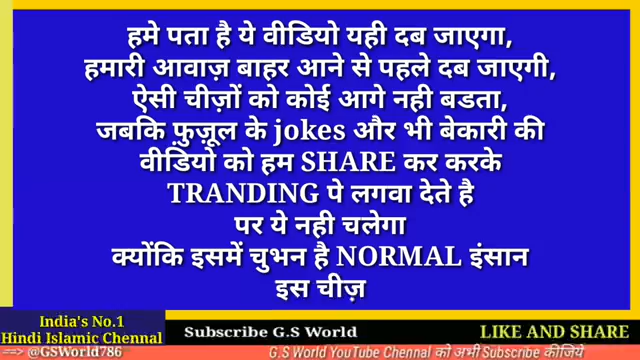 हमे पता है ये वीडियो यही दब जाएगा,
हमारी आवाज़ बाहर आने से पहले दब जाएगी,
ऐसी चीज़ों को कोई आगे नही बडता,
जबकि फ़ुज़ूल के jokes और भी बेकारी की
वीडियो को हम SHARE कर करके
TRANDING पे लगवा देते है
पर ये नही चलेगा
क्योंकि इसमें चुभन है NORMAL इंसान
इस चीज़
India's No.1
Hindi Islamic Chennal
Subscribe G.S World
LIKE AND SHARE
==> @GSWorld786
G.S World YouTube Chennal को अभी Subscribe कीजिये